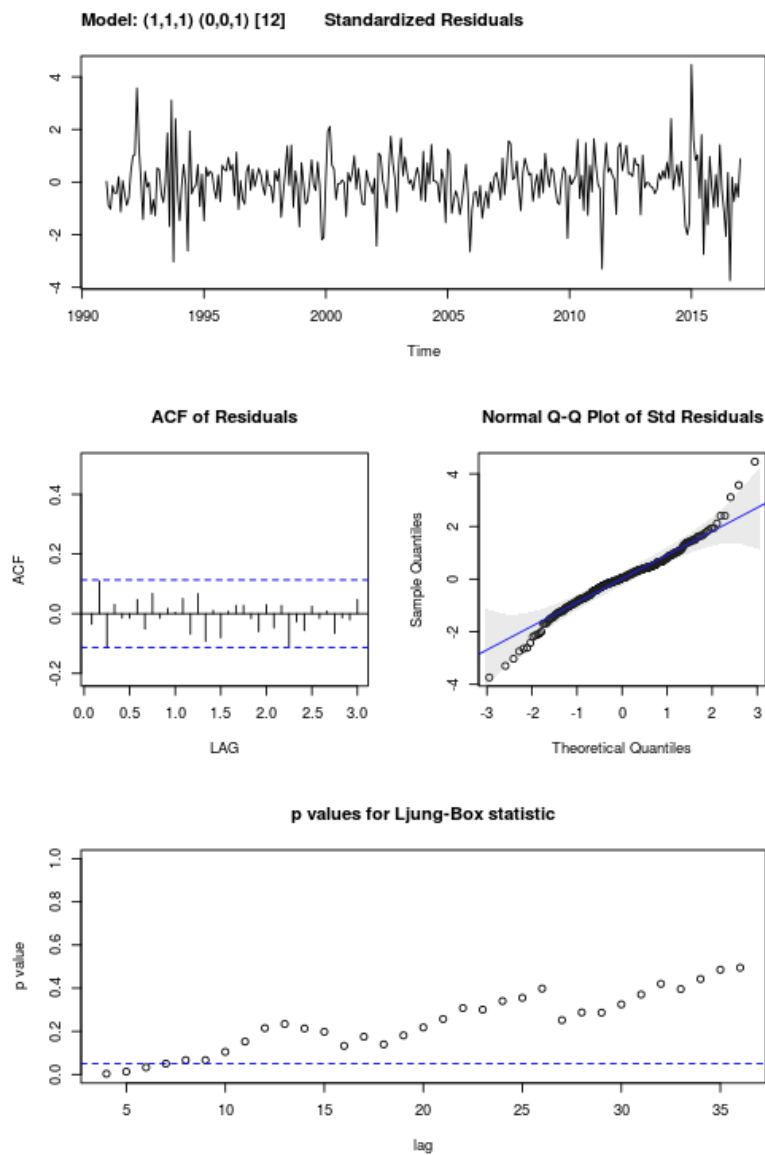 Model: (1,1,1) (0,0,1) [12] Standardized Residuals
4
2
0
-2
-4
1990 1995 2000 2005 2010 2015
Time
ACF of Residuals
0.4
0.2
0.0
-0.2
ACF
0.0 0.5 1.0 1.5 2.0 2.5 3.0
LAG
Normal Q-Q Plot of Std Residuals
4
2
0
-2
-4
Sample Quantiles
-3 -2 -1 0 1 2 3
Theoretical Quantiles
p values for Ljung-Box statistic
1.0
0.8
0.6
0.4
0.2
0.0
p value
5 10 15 20 25 30 35
lag